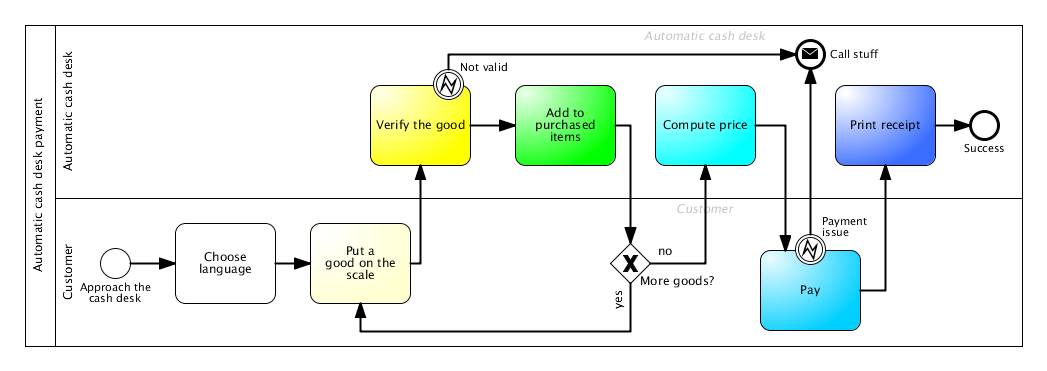 Automatic cash desk payment
Automatic cash desk
Automatic cash desk
Not valid
Call stuff
Verify the good
Add to
purchased
items
Compute price
Print receipt
Success
Customer
Customer
Approach the
cash desk
Choose
language
Put a
good on the
scale
no
More goods?
yes
Payment
issue
Pay